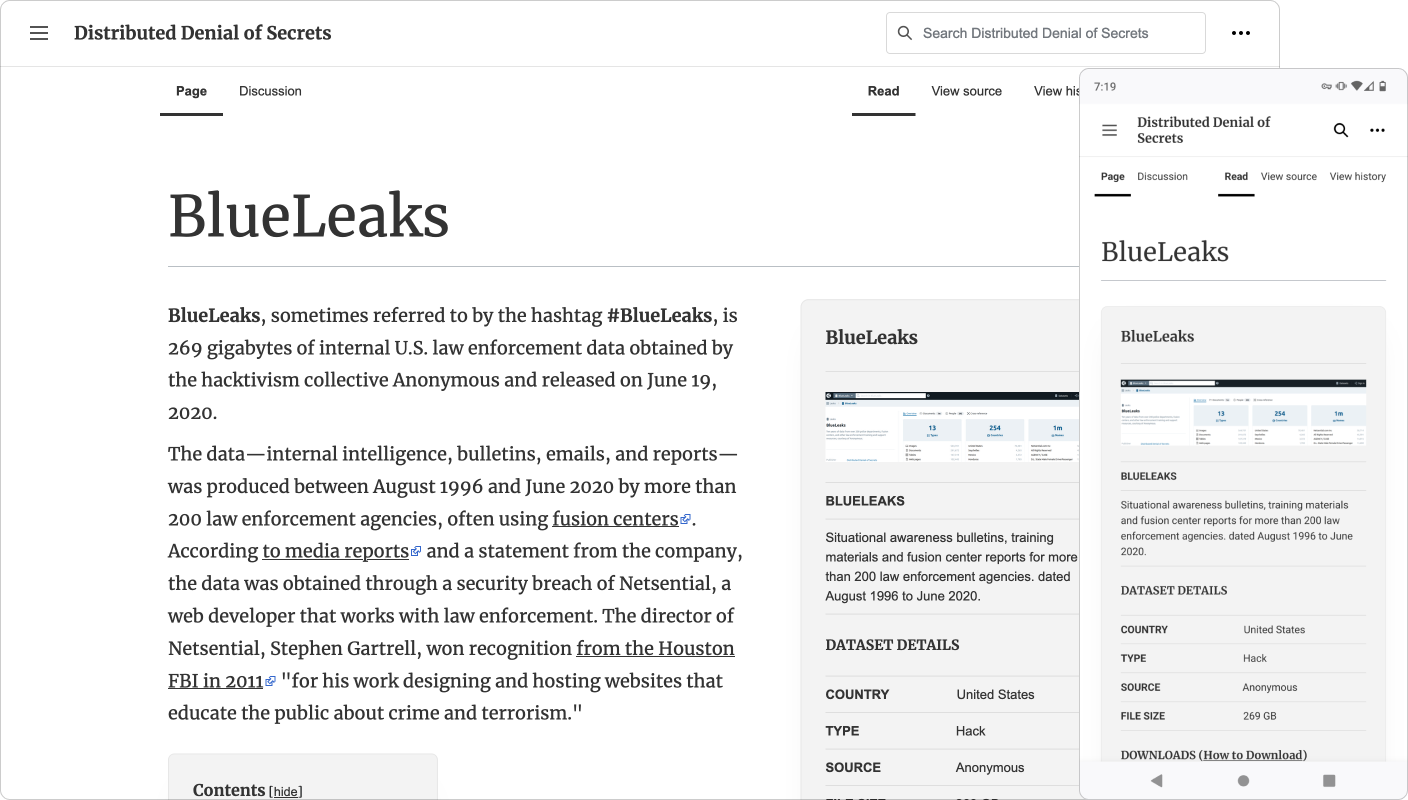 Distributed Denial of Secrets
Search Distributed Denial of Secrets
Page Discussion
Read View source View his
BlueLeaks
BlueLeaks, sometimes referred to by the hashtag #BlueLeaks, is
269 gigabytes of internal U.S. law enforcement data obtained by
the hacktivism collective Anonymous and released on June 19,
2020.
The data—internal intelligence, bulletins, emails, and reports—
was produced between August 1996 and June 2020 by more than
200 law enforcement agencies, often using fusion centers.
According to media reports and a statement from the company,
the data was obtained through a security breach of Netsential, a
web developer that works with law enforcement. The director of
Netsential, Stephen Gartrell, won recognition from the Houston
FBI in 2011 "for his work designing and hosting websites that
educate the public about crime and terrorism."
Contents [hide]
BlueLeaks
BlueLeaks
13
254
1m
BLUELEAKS
Situational awareness bulletins, training
materials and fusion center reports for more
than 200 law enforcement agencies. dated
August 1996 to June 2020.
DATASET DETAILS
COUNTRY United States
TYPE Hack
SOURCE Anonymous
7:19
Distributed Denial of
Secrets
Page Discussion Read View source View history
BlueLeaks
BlueLeaks
BlueLeaks
13
254
1m
BLUELEAKS
Situational awareness bulletins, training materials
and fusion center reports for more than 200 law
enforcement agencies. dated August 1996 to June
2020.
DATASET DETAILS
COUNTRY United States
TYPE Hack
SOURCE Anonymous
FILE SIZE 269 GB
DOWNLOADS (How to Download)